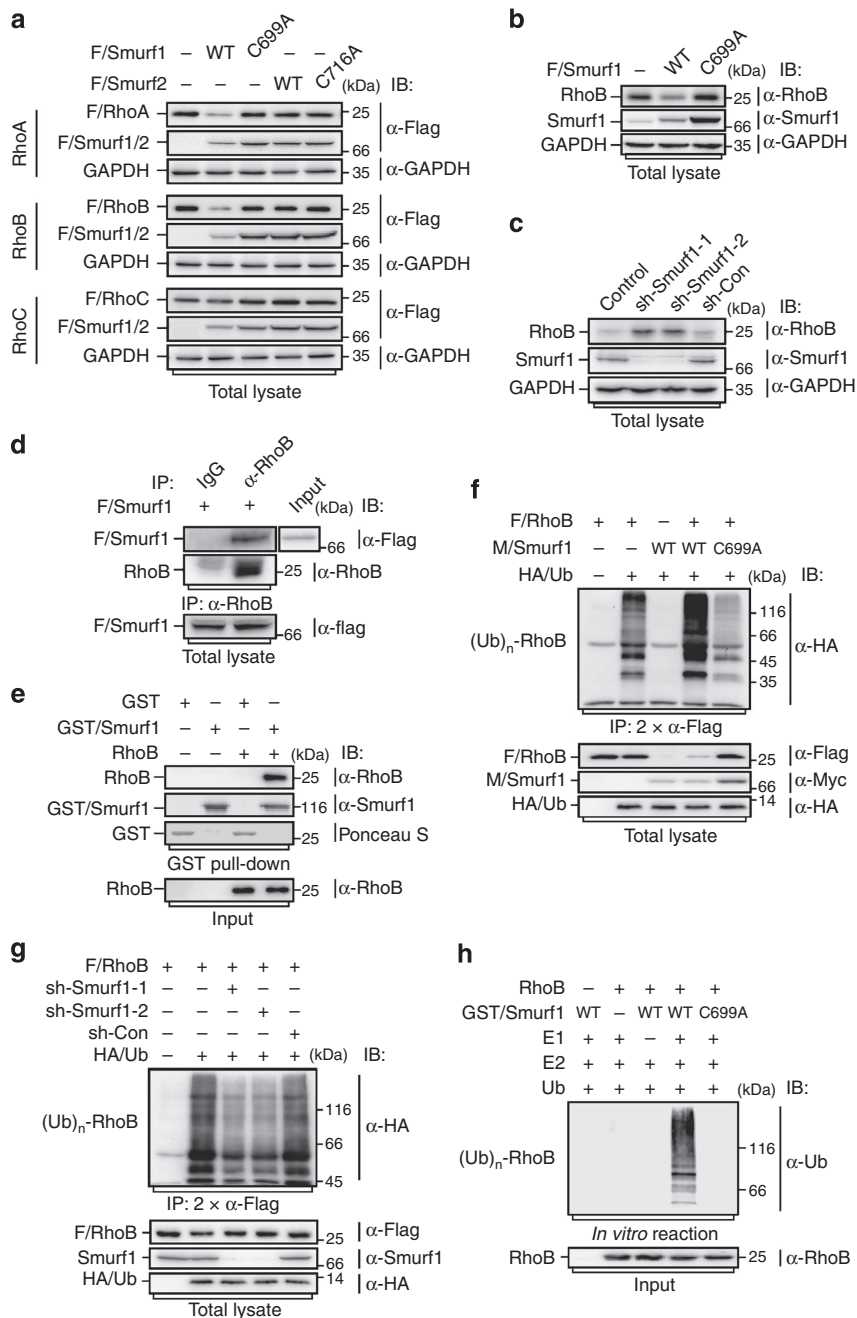 a
F/Smurf1 – WT C699A – –
F/Smurf2 – – – WT C716A (kDa) IB:
RhoA
F/RhoA 25
F/Smurf1/2 66 α-Flag
GAPDH 35 α-GAPDH
RhoB
F/RhoB 25
F/Smurf1/2 66 α-Flag
GAPDH 35 α-GAPDH
RhoC
F/RhoC 25
F/Smurf1/2 66 α-Flag
GAPDH 35 α-GAPDH
Total lysate
b
F/Smurf1 – WT C699A (kDa) IB:
RhoB 25 α-RhoB
Smurf1 66 α-Smurf1
GAPDH 35 α-GAPDH
Total lysate
c
Control sh-Smurf1-1 sh-Smurf1-2 sh-Con
(kDa) IB:
RhoB 25 α-RhoB
Smurf1 66 α-Smurf1
GAPDH 35 α-GAPDH
Total lysate
d
IP: IgG α-RhoB Input
F/Smurf1 + + (kDa) IB:
F/Smurf1 66 α-Flag
RhoB 25 α-RhoB
IP: α-RhoB
F/Smurf1 66 α-flag
Total lysate
e
GST + – + –
GST/Smurf1 – + – +
RhoB – – + + (kDa) IB:
RhoB 25 α-RhoB
GST/Smurf1 116 α-Smurf1
GST 25 Ponceau S
GST pull-down
RhoB 25 α-RhoB
Input
f
F/RhoB + + – + +
M/Smurf1 – – WT WT C699A
HA/Ub – + + + + (kDa) IB:
116
66
(Ub)n-RhoB α-HA
45
35
IP: 2 × α-Flag
F/RhoB 25 α-Flag
M/Smurf1 66 α-Myc
HA/Ub 14 α-HA
Total lysate
g
F/RhoB + + + + +
sh-Smurf1-1 – – + – –
sh-Smurf1-2 – – – + –
sh-Con – – – – +
HA/Ub – + + + + (kDa) IB:
116
(Ub)n-RhoB α-HA
66
45
IP: 2 × α-Flag
F/RhoB 25 α-Flag
Smurf1 66 α-Smurf1
HA/Ub 14 α-HA
Total lysate
h
RhoB – + + + +
GST/Smurf1 WT – WT WT C699A
E1 + + – + +
E2 + + + + +
Ub + + + + + (kDa) IB:
116
(Ub)n-RhoB α-Ub
66
In vitro reaction
RhoB 25 α-RhoB
Input